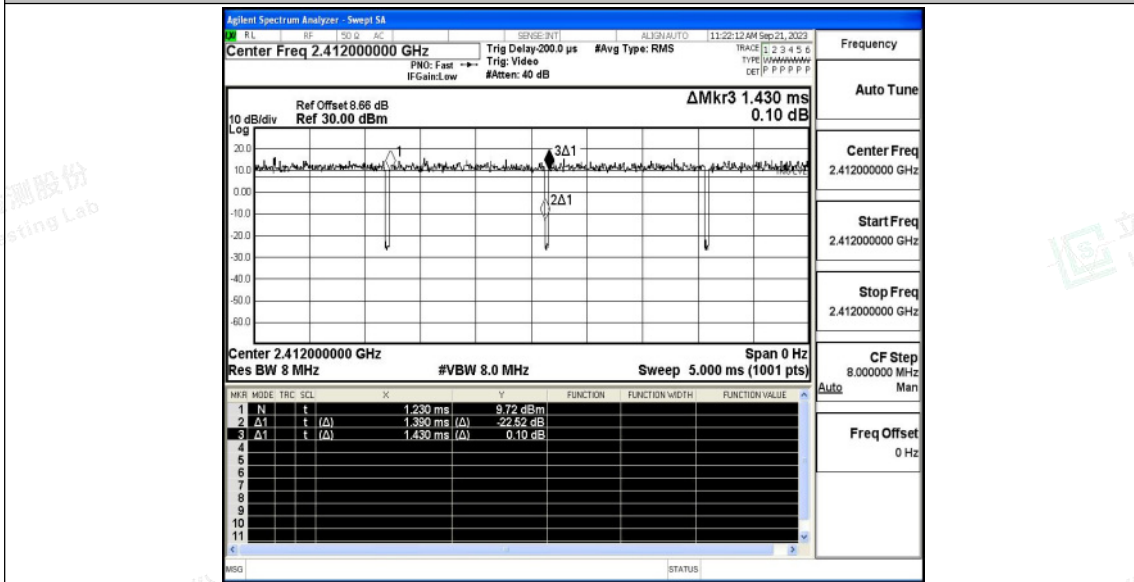 Agilent Spectrum Analyzer - Swept SA
RL RF 50 Ω AC SENSE:INT ALIGNAUTO 11:22:12 AM Sep 21, 2023
Center Freq 2.412000000 GHz Trig Delay-200.0 µs #Avg Type: RMS TRACE 1 2 3 4 5 6
PNO: Fast Trig: Video TYPE
IFGain:Low #Atten: 40 dB DET P P P P P P
Frequency
Auto Tune
ΔMkr3 1.430 ms
0.10 dB
Ref Offset 8.66 dB
10 dB/div Ref 30.00 dBm
Log
20.0
10.0
0.00
-10.0
-20.0
-30.0
-40.0
-50.0
-60.0
1
3Δ1
2Δ1
Center 2.412000000 GHz Span 0 Hz
Res BW 8 MHz #VBW 8.0 MHz Sweep 5.000 ms (1001 pts)
Center Freq
2.412000000 GHz
Start Freq
2.412000000 GHz
Stop Freq
2.412000000 GHz
CF Step
8.000000 MHz
Auto Man
Freq Offset
0 Hz
MKR MODE TRC SCL X Y FUNCTION FUNCTION WIDTH FUNCTION VALUE
1 N t 1.230 ms 9.72 dBm
2 Δ1 t (Δ) 1.390 ms (Δ) -22.52 dB
3 Δ1 t (Δ) 1.430 ms (Δ) 0.10 dB
4
5
6
7
8
9
10
11
MSG STATUS
测股份
sting Lab
立